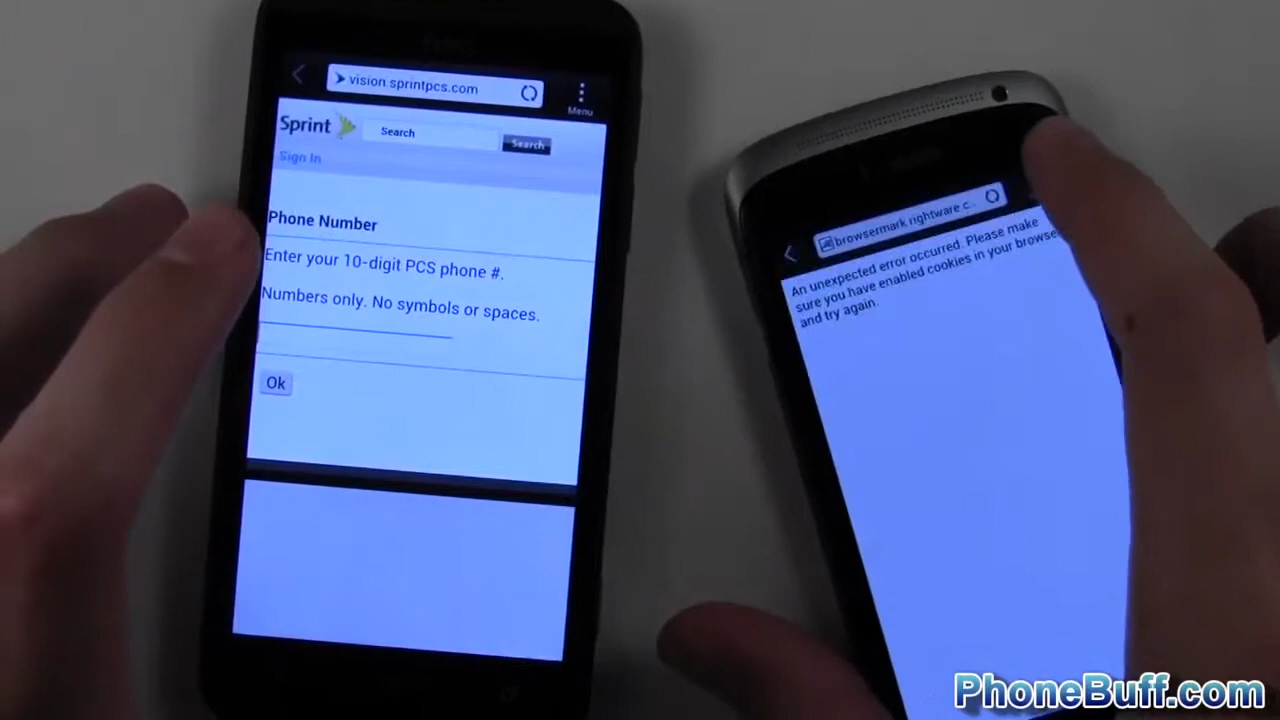 vision.sprintpcs.com
Menu
Sprint
Search
Search
Sign In
Phone Number
Enter your 10-digit PCS phone #.
Numbers only. No symbols or spaces.
Ok
browsermark.rightware.c..
An unexpected error occurred. Please make
sure you have enabled cookies in your browse
and try again.
PhoneBuff.com